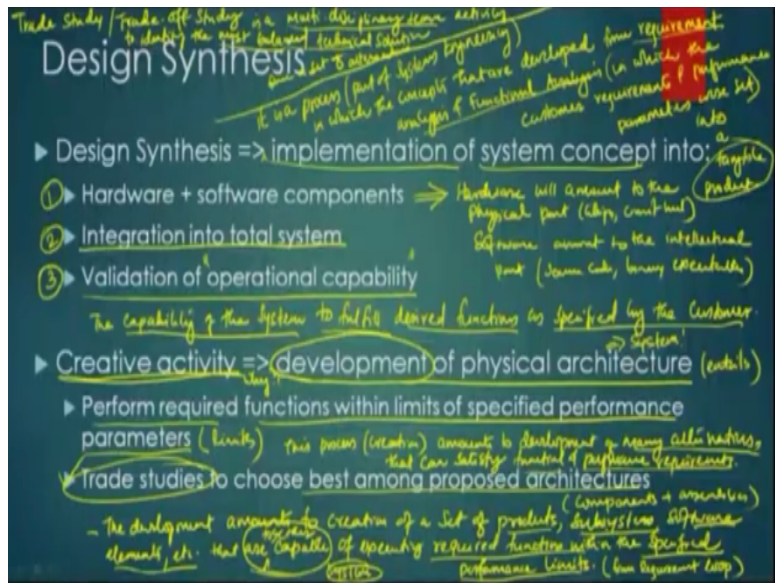 Trade Study / Trade-off Study is a Multi disciplinary team activity
to identify the most balanced technical solution
Design Synthesis
It is a process (part of Systems Engineering)
in which the concepts that are developed from requirement
analysis & Functional Analysis (in which the
customer requirements & performance
parameters were set)
into
a
tangible
product
Design Synthesis => implementation of system concept into:
① Hardware + software components => Hardware will amount to the
physical part (chips,
Software amount to the intellectual
part (Source Code, binary executables)
② Integration into total system
③ Validation of operational capability
The capability of the System to fulfill desired functions as specified by the Customer.
=> System!
Creative activity => development of physical architecture (entails)
Perform required functions within limits of specified performance
parameters (limits) This process (creation) amounts to development of many alternatives,
that can satisfy functional & performance requirements.
Trade studies to choose best among proposed architectures
(Components + assemblies)
- The development amounts to creation of a set of products, subsystems, software
elements, etc. that are capable of executing required function within the specified
performance limits. (from Requirement loop)